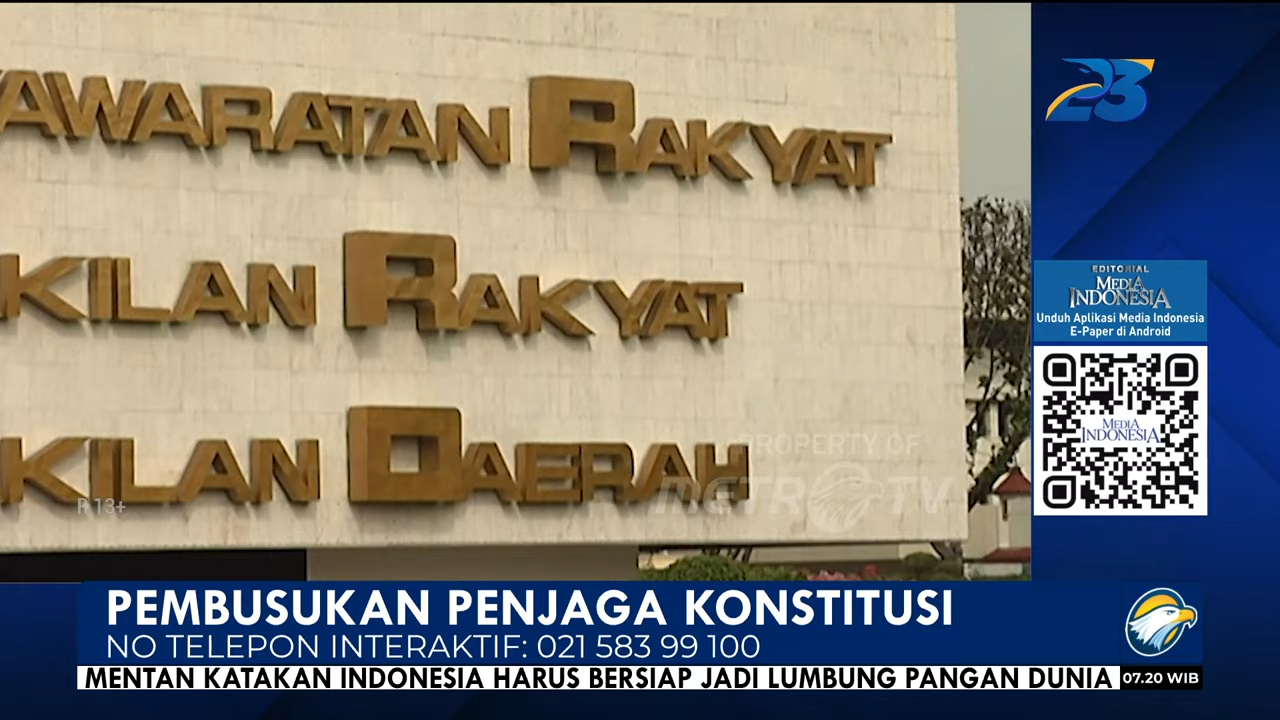 YAWARATAN RAKYAT
KILAN RAKYAT
KILAN DAERAH
R 13+
PROPERTY OF
METRO TV
23
EDITORIAL
MEDIA
INDONESIA
Unduh Aplikasi Media Indonesia
E-Paper di Android
MEDIA
INDONESIA
PEMBUSUKAN PENJAGA KONSTITUSI
NO TELEPON INTERAKTIF: 021 583 99 100
MENTAN KATAKAN INDONESIA HARUS BERSIAP JADI LUMBUNG PANGAN DUNIA
07.20 WIB